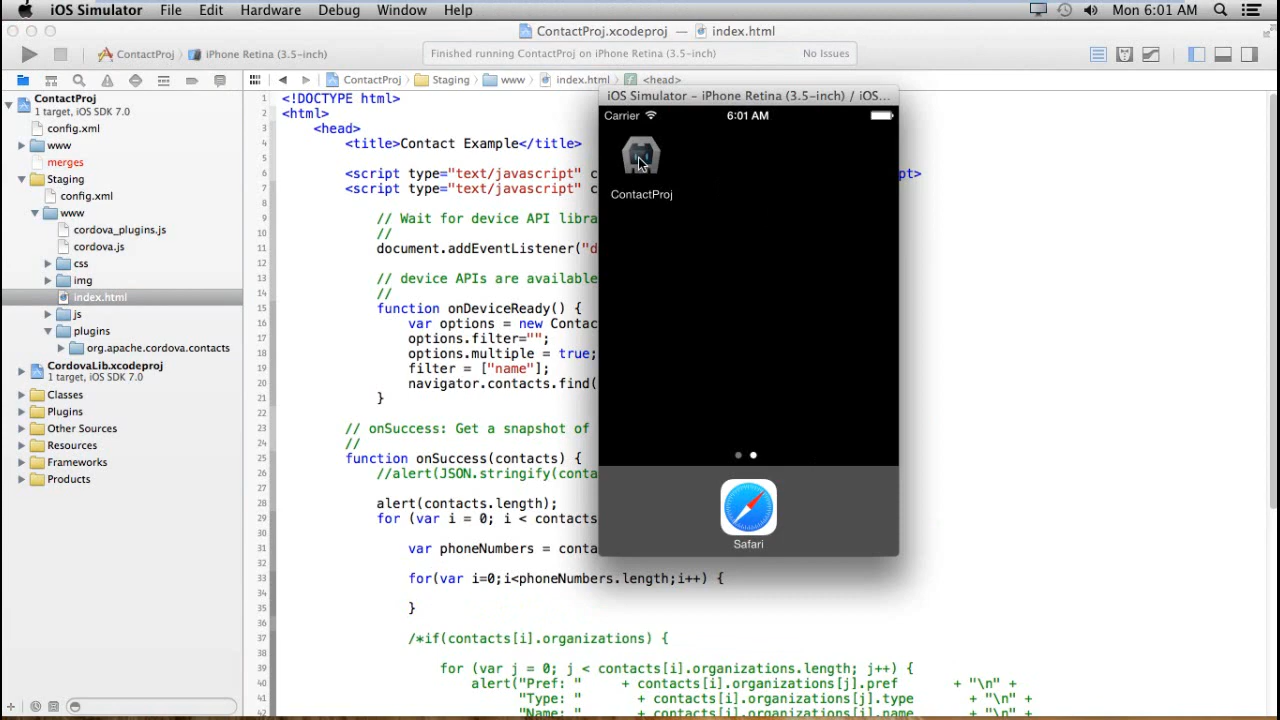 iOS Simulator File Edit Hardware Debug Window Help Mon 6:01 AM
ContactProj.xcodeproj — index.html
ContactProj iPhone Retina (3.5-inch) Finished running ContactProj on iPhone Retina (3.5-inch) No Issues
ContactProj Staging www index.html <head>
ContactProj
1 target, iOS SDK 7.0
config.xml
www
merges
Staging
config.xml
www
cordova_plugins.js
cordova.js
css
img
index.html
js
plugins
org.apache.cordova.contacts
CordovaLib.xcodeproj
1 target, iOS SDK 7.0
Classes
Plugins
Other Sources
Resources
Frameworks
Products
1 <!DOCTYPE html>
2 <html>
3 <head>
4 <title>Contact Example</title>
5
6 <script type="text/javascript" ript>
7 <script type="text/javascript"
8
9 // Wait for device API libra
10 //
11 document.addEventListener("d
12
13 // device APIs are available
14 //
15 function onDeviceReady() {
16 var options = new Contac
17 options.filter="";
18 options.multiple = true;
19 filter = ["name"];
20 navigator.contacts.find(
21 }
22
23 // onSuccess: Get a snapshot of
24 //
25 function onSuccess(contacts) {
26 //alert(JSON.stringify(conta
27
28 alert(contacts.length);
29 for (var i = 0; i < contacts
30
31 var phoneNumbers = conta
32
33 for(var i=0;i<phoneNumbers.length;i++) {
34
35 }
36
37 /*if(contacts[i].organizations) {
38
39 for (var j = 0; j < contacts[i].organizations.length; j++) {
40 alert("Pref: " + contacts[i].organizations[j].pref + "\n" +
41 "Type: " + contacts[i].organizations[j].type + "\n" +
42 "Name: " + contacts[i].organizations[j].name + "\n" +
iOS Simulator - iPhone Retina (3.5-inch) / iOS...
Carrier 6:01 AM
ContactProj
Safari